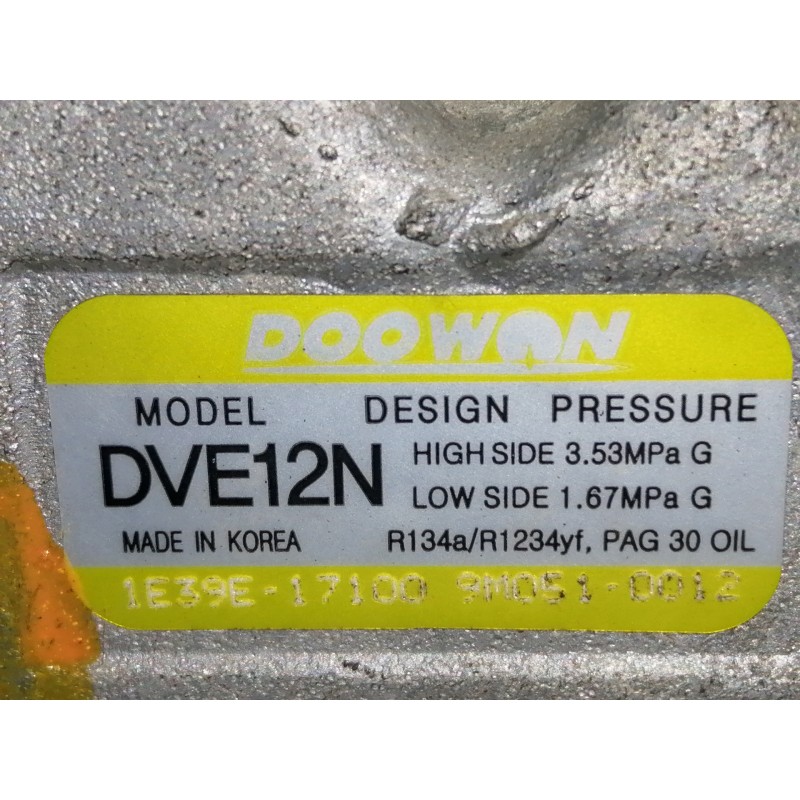 DOOWON
MODEL DESIGN PRESSURE
DVE12N HIGH SIDE 3.53MPa G
LOW SIDE 1.67MPa G
MADE IN KOREA R134a/R1234yf, PAG 30 OIL
1E39E-17100 9M051-0012